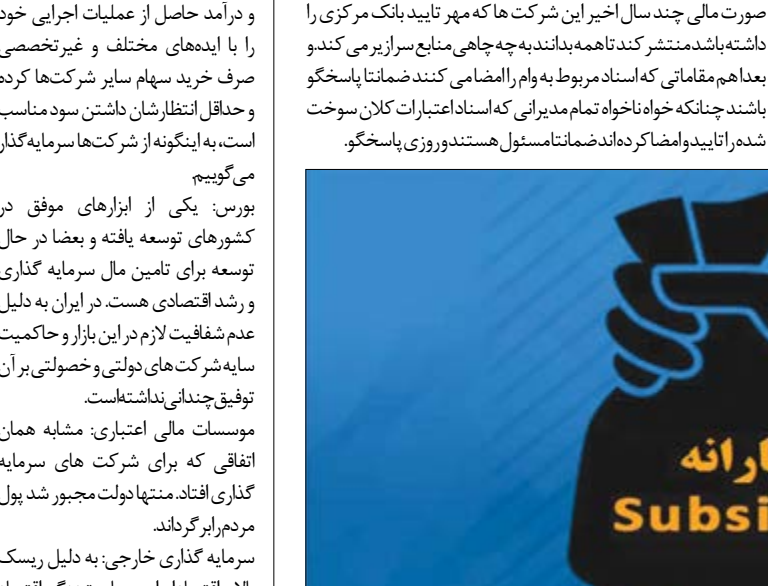 صورت مالی چند سال اخیر این شرکت ها که مهر تایید بانک مرکزی را
داشته باشد منتشر کند تا همه بدانند به چه چاهی منابع سرازیر می کند. و
بعدا هم مقاماتی که اسناد مربوط به وام را امضا می کنند ضمانتا پاسخگو
باشند چنانکه خواه ناخواه تمام مدیرانی که اسناد اعتبارات کلان سوخت
شده را تایید و امضا کرده اند ضمانتا مسئول هستند و روزی پاسخگو.
ارانه
Subsi
و درآمد حاصل از عملیات اجرایی خود
را با ایده‌های مختلف و غیرتخصصی
صرف خرید سهام سایر شرکت‌ها کرده
و حداقل انتظارشان داشتن سود مناسب
است، به اینگونه از شرکت‌ها سرمایه‌گذار
می‌گوییم.
بورس: یکی از ابزارهای موفق در
کشورهای توسعه یافته و بعضا در حال
توسعه برای تامین مال سرمایه گذاری
و رشد اقتصادی هست. در ایران به دلیل
عدم شفافیت لازم در این بازار و حاکمیت
سایه شرکت های دولتی و خصولتی بر آن
توفیق چندانی نداشته‌است.
موسسات مالی اعتباری: مشابه همان
اتفاقی که برای شرکت های سرمایه
گذاری افتاد. منتها دولت مجبور شد پول
مردم را بر گرداند.
سرمایه گذاری خارجی: به دلیل ریسک